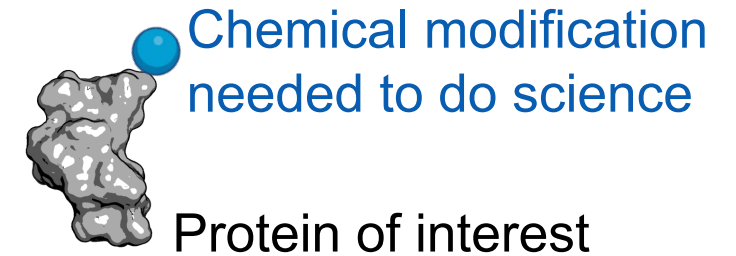 Chemical modification
needed to do science
Protein of interest